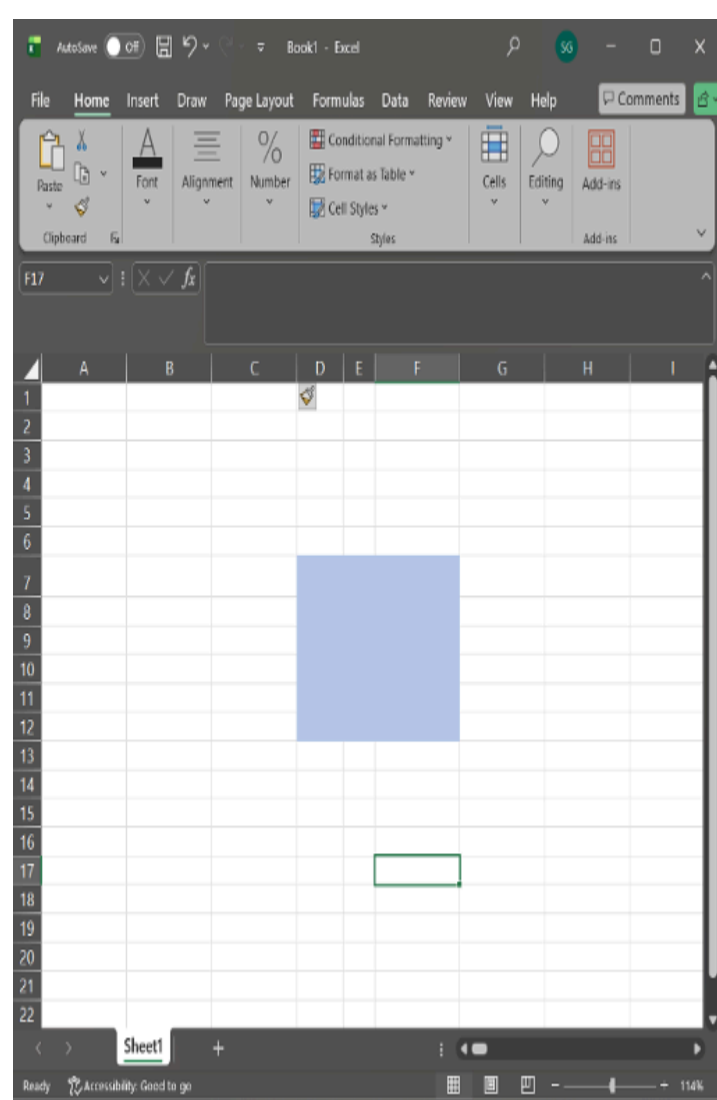 AutoSave Off Book1 - Excel SG
File Home Insert Draw Page Layout Formulas Data Review View Help Comments
Paste
Clipboard
Font
Alignment
Number
Conditional Formatting
Format as Table
Cell Styles
Styles
Cells
Editing
Add-ins
Add-ins
F17 fx
A B C D E F G H I
1
2
3
4
5
6
7
8
9
10
11
12
13
14
15
16
17
18
19
20
21
22
Sheet1
Ready Accessibility: Good to go 114%